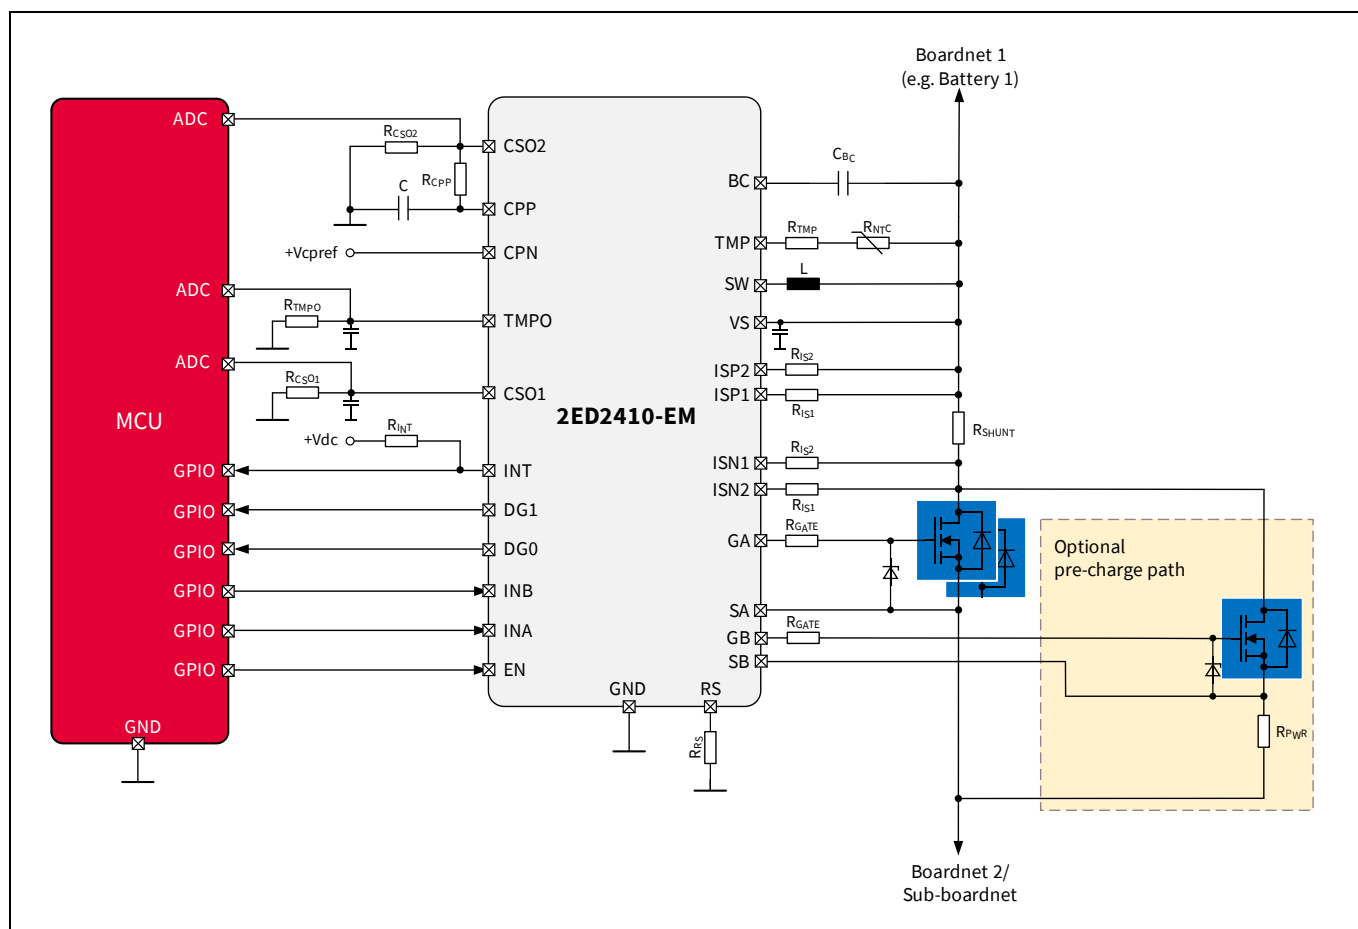 Boardnet 1
(e.g. Battery 1)
ADC
RCSO2
CSO2
CBC
BC
C
RCPP
CPP
RTMP
RNTC
TMP
+Vcpref
CPN
L
SW
ADC
RTMPO
TMPO
VS
ADC
RIS2
ISP2
RCSO1
CSO1
ISP1
RIS1
MCU
2ED2410-EM
RSHUNT
+Vdc
RINT
RIS2
ISN1
GPIO
INT
ISN2
RIS1
GPIO
DG1
RGATE
GA
GPIO
DG0
Optional
pre-charge path
GPIO
INB
SA
GPIO
INA
RGATE
GB
GPIO
EN
SB
GND
RS
GND
RRS
RPWR
Boardnet 2/
Sub-boardnet